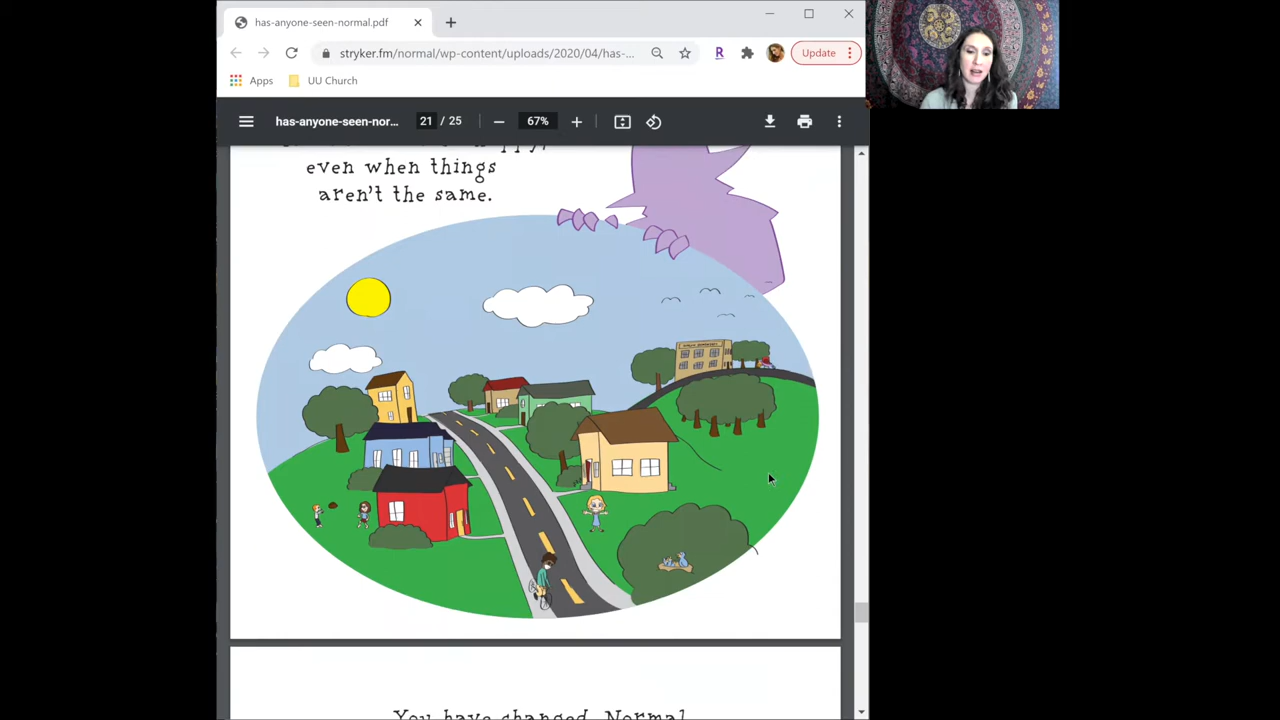 has-anyone-seen-normal.pdf
stryker.fm/normal/wp-content/uploads/2020/04/has-...
Update
Apps
UU Church
has-anyone-seen-nor...
21 / 25
67%
even when things
aren't the same.
You have changed, Normal